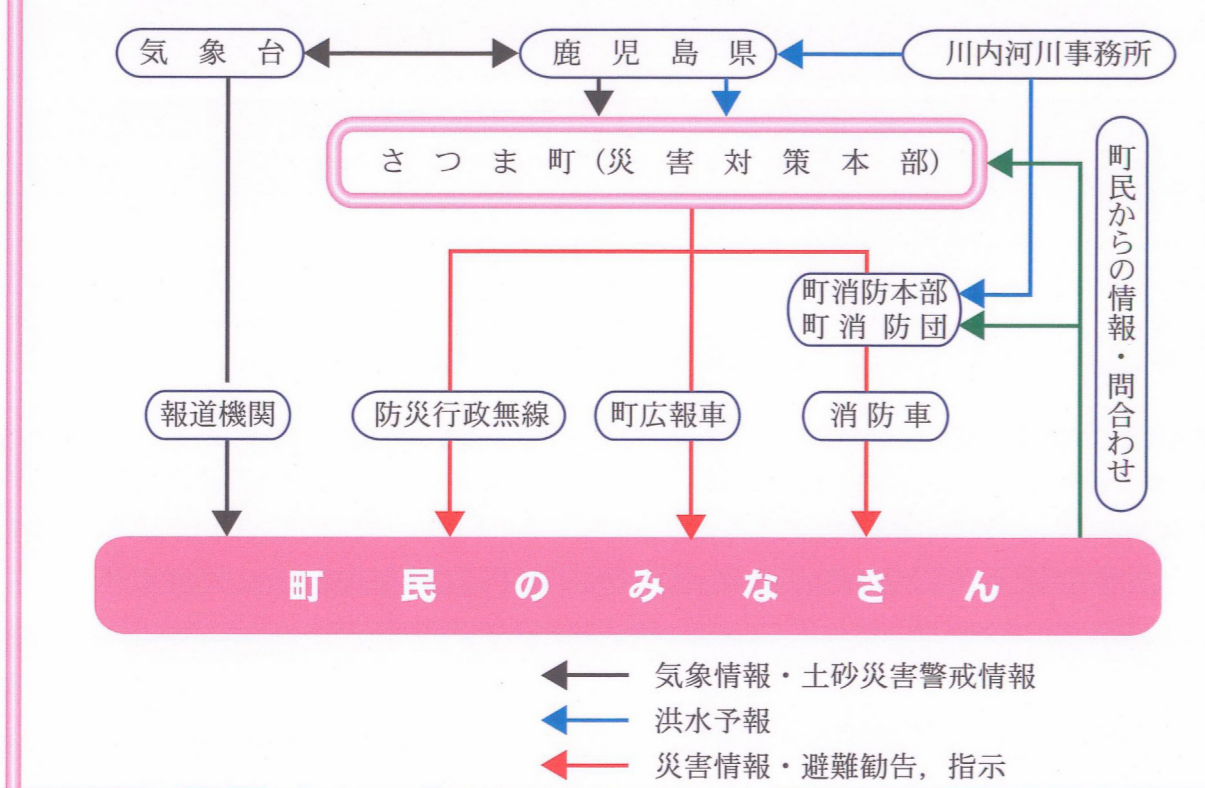 気象台
鹿児島県
川内河川事務所
さつま町(災害対策本部)
町民からの情報・問合わせ
町消防本部
町消防団
報道機関
防災行政無線
町広報車
消防車
町民のみなさん
気象情報・土砂災害警戒情報
洪水予報
災害情報・避難勧告，指示